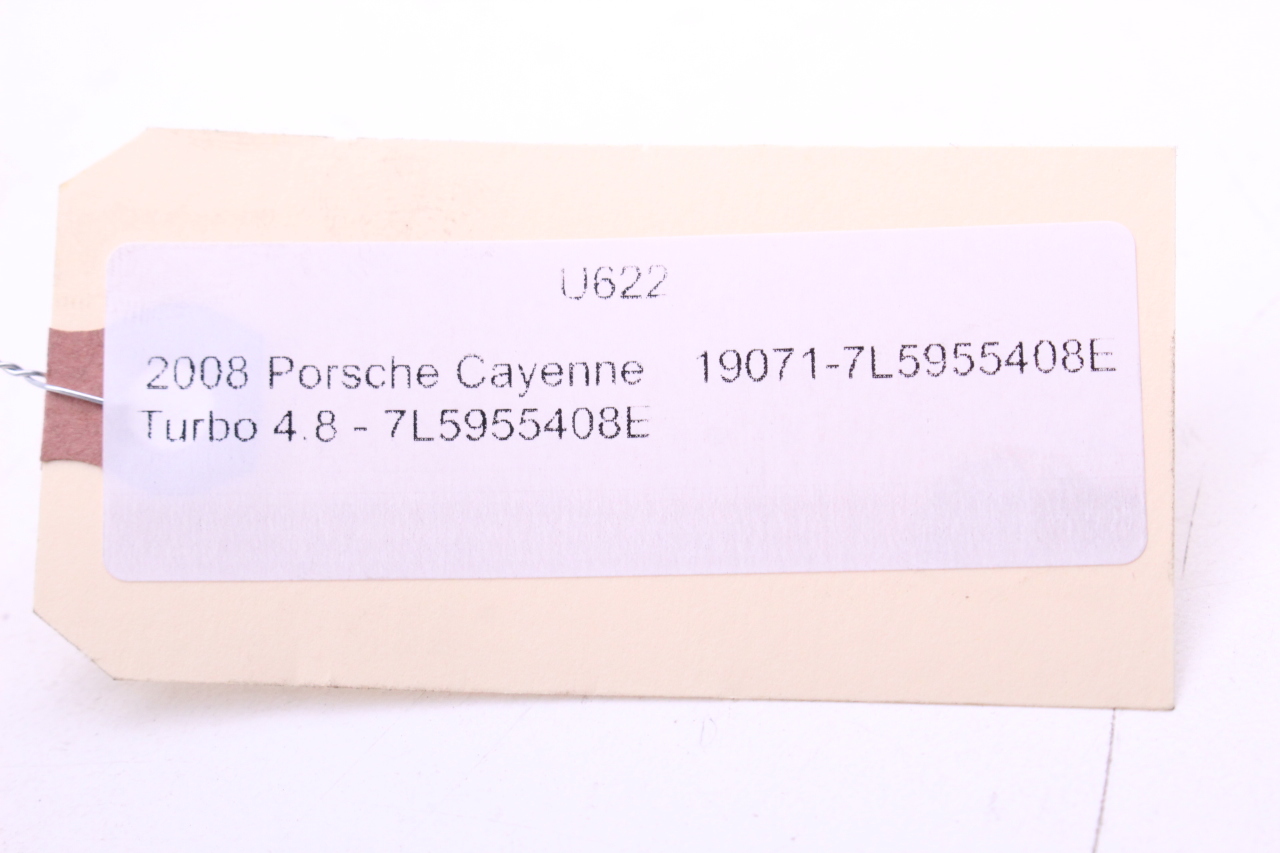 U622
2008 Porsche Cayenne 19071-7L5955408E
Turbo 4.8 - 7L5955408E